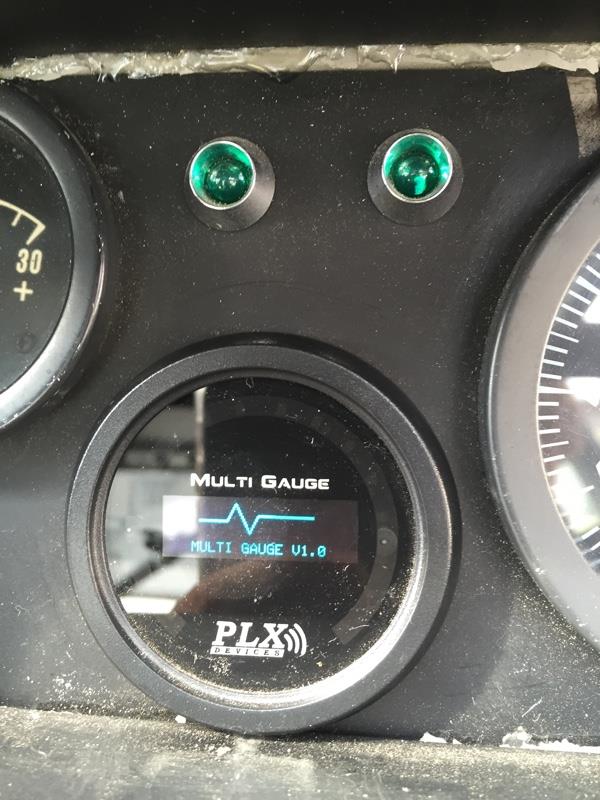 30
+
MULTI GAUGE
MULTI GAUGE V1.0
PLX
DEVICES